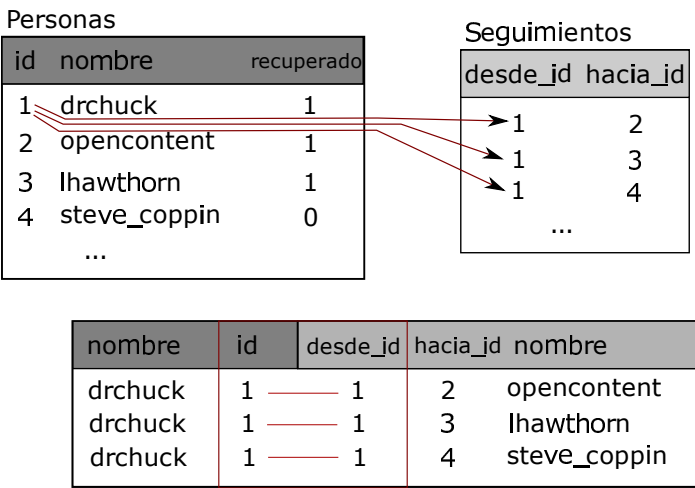 Personas
id nombre recuperado
1 drchuck 1
2 opencontent 1
3 lhawthorn 1
4 steve_coppin 0
...
Seguimientos
desde_id hacia_id
1 2
1 3
1 4
...
nombre id desde_id hacia_id nombre
drchuck 1 1 2 opencontent
drchuck 1 1 3 lhawthorn
drchuck 1 1 4 steve_coppin